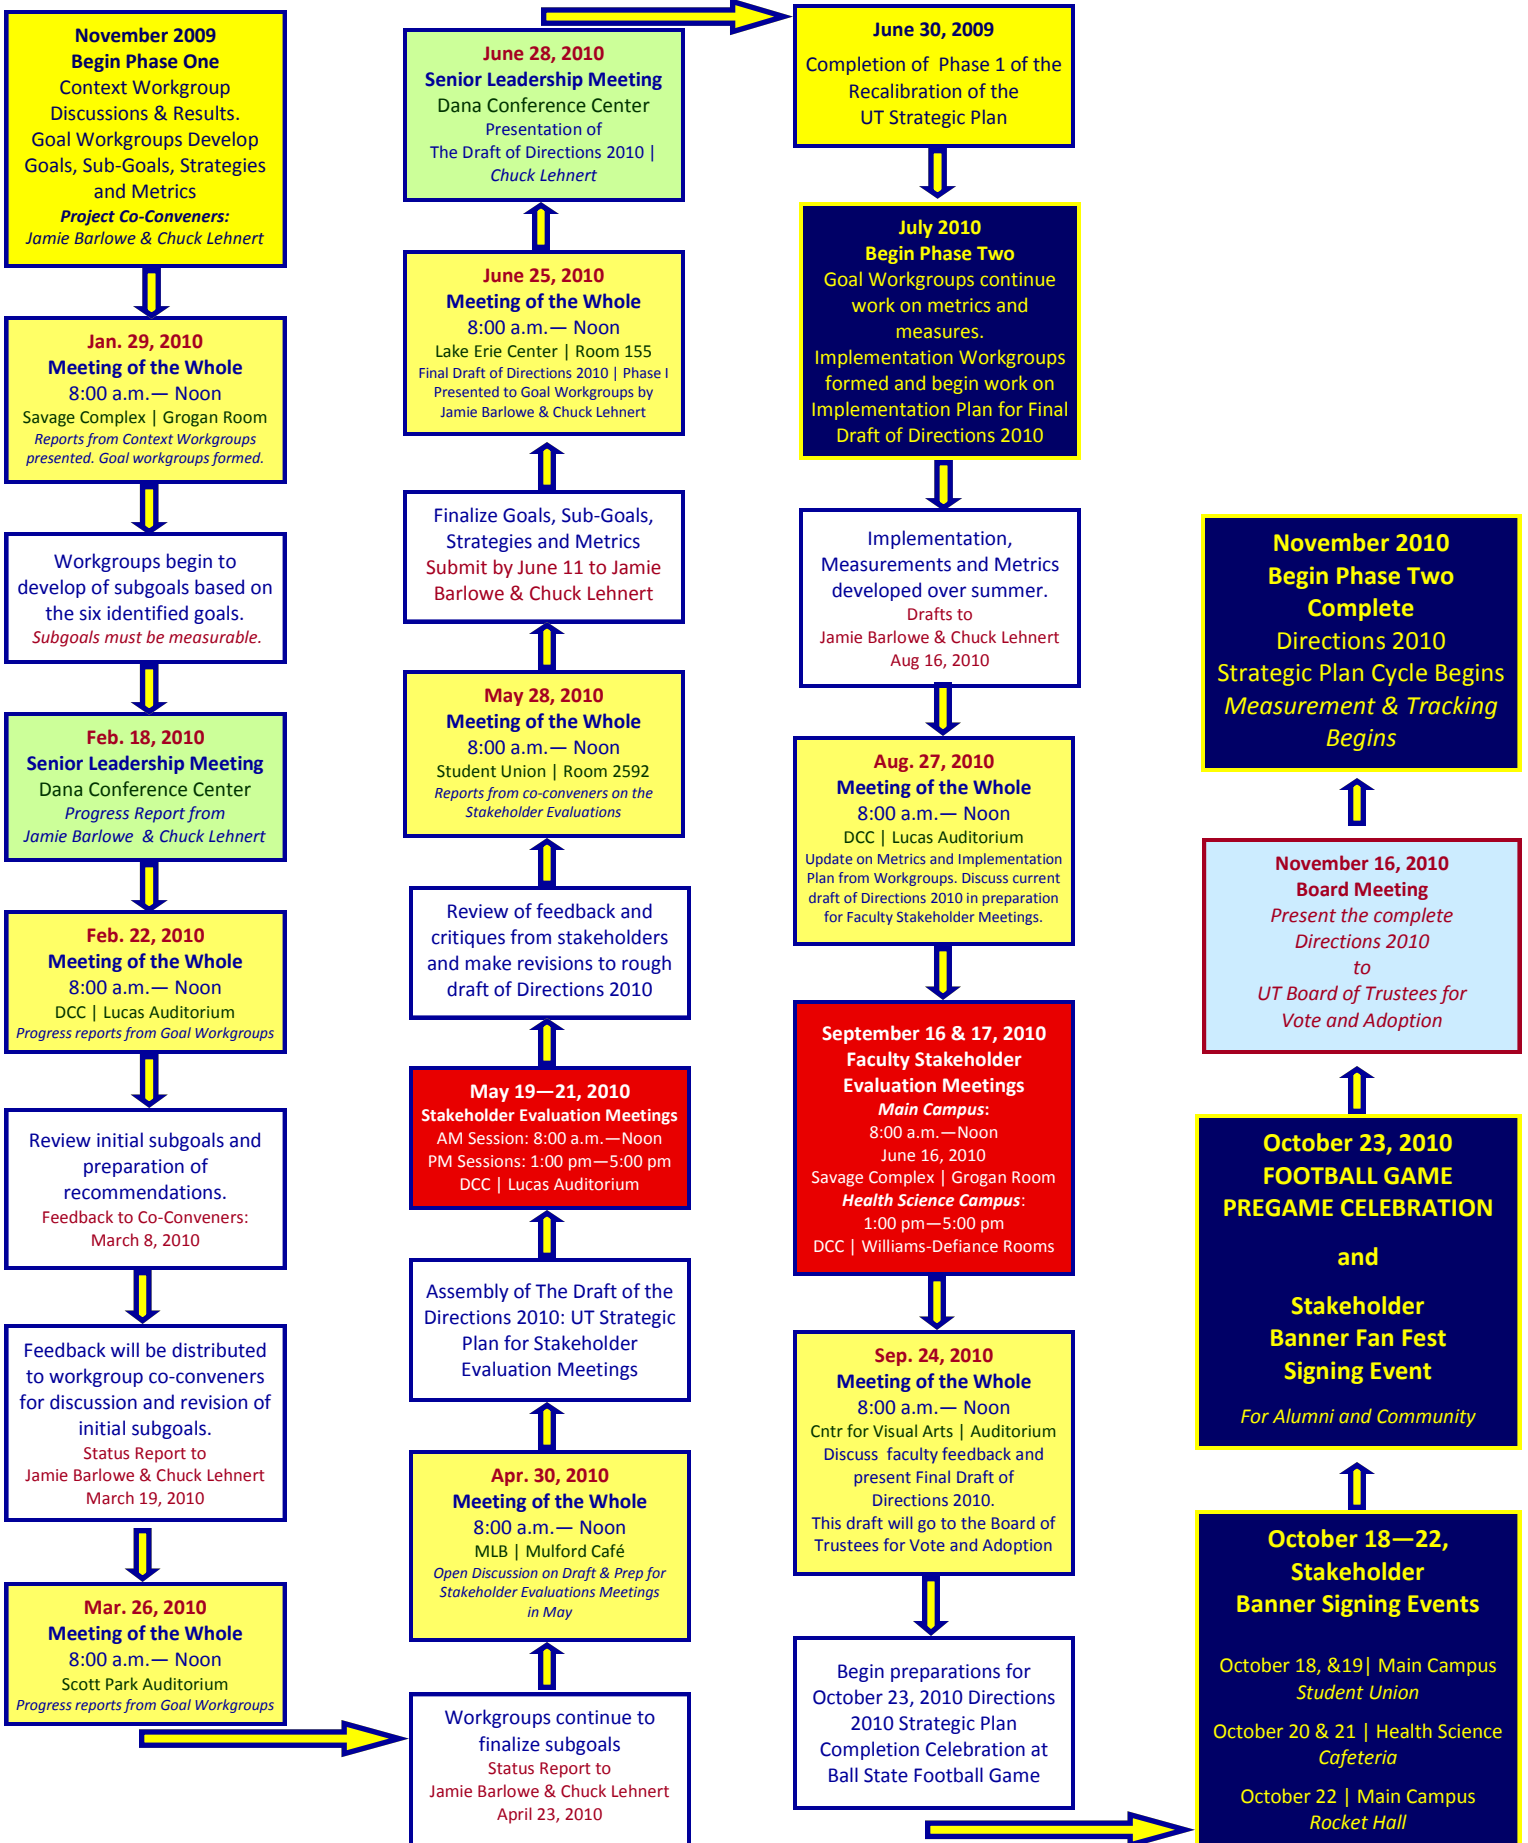 November 2009
Begin Phase One
Context Workgroup
Discussions & Results.
Goal Workgroups Develop
Goals, Sub-Goals, Strategies
and Metrics
Project Co-Conveners:
Jamie Barlowe & Chuck Lehnert
Jan. 29, 2010
Meeting of the Whole
8:00 a.m.— Noon
Savage Complex | Grogan Room
Reports from Context Workgroups
presented. Goal workgroups formed.
Workgroups begin to
develop of subgoals based on
the six identified goals.
Subgoals must be measurable.
Feb. 18, 2010
Senior Leadership Meeting
Dana Conference Center
Progress Report from
Jamie Barlowe & Chuck Lehnert
Feb. 22, 2010
Meeting of the Whole
8:00 a.m.— Noon
DCC | Lucas Auditorium
Progress reports from Goal Workgroups
Review initial subgoals and
preparation of
recommendations.
Feedback to Co-Conveners:
March 8, 2010
Feedback will be distributed
to workgroup co-conveners
for discussion and revision of
initial subgoals.
Status Report to
Jamie Barlowe & Chuck Lehnert
March 19, 2010
Mar. 26, 2010
Meeting of the Whole
8:00 a.m.— Noon
Scott Park Auditorium
Progress reports from Goal Workgroups
Workgroups continue to
finalize subgoals
Status Report to
Jamie Barlowe & Chuck Lehnert
April 23, 2010
Apr. 30, 2010
Meeting of the Whole
8:00 a.m.— Noon
MLB | Mulford Café
Open Discussion on Draft & Prep for
Stakeholder Evaluations Meetings
in May
Assembly of The Draft of the
Directions 2010: UT Strategic
Plan for Stakeholder
Evaluation Meetings
May 19—21, 2010
Stakeholder Evaluation Meetings
AM Session: 8:00 a.m.—Noon
PM Sessions: 1:00 pm—5:00 pm
DCC | Lucas Auditorium
Review of feedback and
critiques from stakeholders
and make revisions to rough
draft of Directions 2010
May 28, 2010
Meeting of the Whole
8:00 a.m.— Noon
Student Union | Room 2592
Reports from co-conveners on the
Stakeholder Evaluations
Finalize Goals, Sub-Goals,
Strategies and Metrics
Submit by June 11 to Jamie
Barlowe & Chuck Lehnert
June 25, 2010
Meeting of the Whole
8:00 a.m.— Noon
Lake Erie Center | Room 155
Final Draft of Directions 2010 | Phase I
Presented to Goal Workgroups by
Jamie Barlowe & Chuck Lehnert
June 28, 2010
Senior Leadership Meeting
Dana Conference Center
Presentation of
The Draft of Directions 2010 |
Chuck Lehnert
June 30, 2009
Completion of Phase 1 of the
Recalibration of the
UT Strategic Plan
July 2010
Begin Phase Two
Goal Workgroups continue
work on metrics and
measures.
Implementation Workgroups
formed and begin work on
Implementation Plan for Final
Draft of Directions 2010
Implementation,
Measurements and Metrics
developed over summer.
Drafts to
Jamie Barlowe & Chuck Lehnert
Aug 16, 2010
Aug. 27, 2010
Meeting of the Whole
8:00 a.m.— Noon
DCC | Lucas Auditorium
Update on Metrics and Implementation
Plan from Workgroups. Discuss current
draft of Directions 2010 in preparation
for Faculty Stakeholder Meetings.
September 16 & 17, 2010
Faculty Stakeholder
Evaluation Meetings
Main Campus:
8:00 a.m.—Noon
June 16, 2010
Savage Complex | Grogan Room
Health Science Campus:
1:00 pm—5:00 pm
DCC | Williams-Defiance Rooms
Sep. 24, 2010
Meeting of the Whole
8:00 a.m.— Noon
Cntr for Visual Arts | Auditorium
Discuss faculty feedback and
present Final Draft of
Directions 2010.
This draft will go to the Board of
Trustees for Vote and Adoption
Begin preparations for
October 23, 2010 Directions
2010 Strategic Plan
Completion Celebration at
Ball State Football Game
October 18—22,
Stakeholder
Banner Signing Events
October 18, &19| Main Campus
Student Union
October 20 & 21 | Health Science
Cafeteria
October 22 | Main Campus
Rocket Hall
October 23, 2010
FOOTBALL GAME
PREGAME CELEBRATION
and
Stakeholder
Banner Fan Fest
Signing Event
For Alumni and Community
November 16, 2010
Board Meeting
Present the complete
Directions 2010
to
UT Board of Trustees for
Vote and Adoption
November 2010
Begin Phase Two
Complete
Directions 2010
Strategic Plan Cycle Begins
Measurement & Tracking
Begins